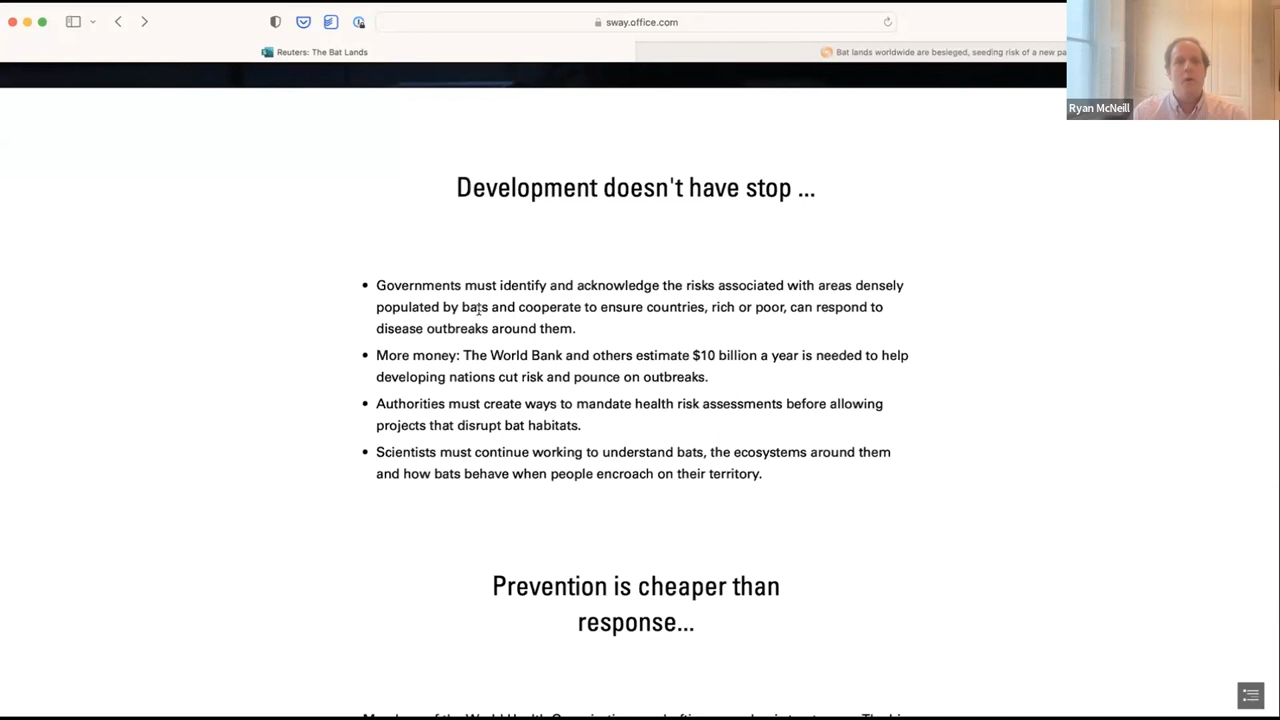 sway.office.com
Reuters: The Bat Lands
Bat lands worldwide are besieged, seeding risk of a new pa
Ryan McNeill
Development doesn't have stop ...
• Governments must identify and acknowledge the risks associated with areas densely
populated by bats and cooperate to ensure countries, rich or poor, can respond to
disease outbreaks around them.
• More money: The World Bank and others estimate $10 billion a year is needed to help
developing nations cut risk and pounce on outbreaks.
• Authorities must create ways to mandate health risk assessments before allowing
projects that disrupt bat habitats.
• Scientists must continue working to understand bats, the ecosystems around them
and how bats behave when people encroach on their territory.
Prevention is cheaper than
response...